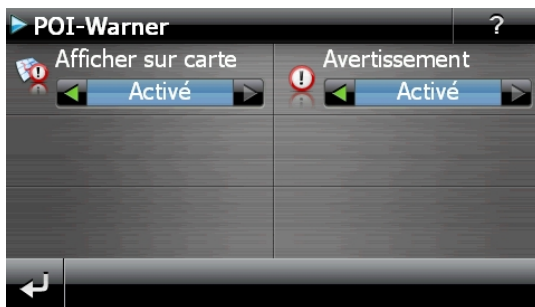 POI-Warner
?
Afficher sur carte
Activé
Avertissement
Activé